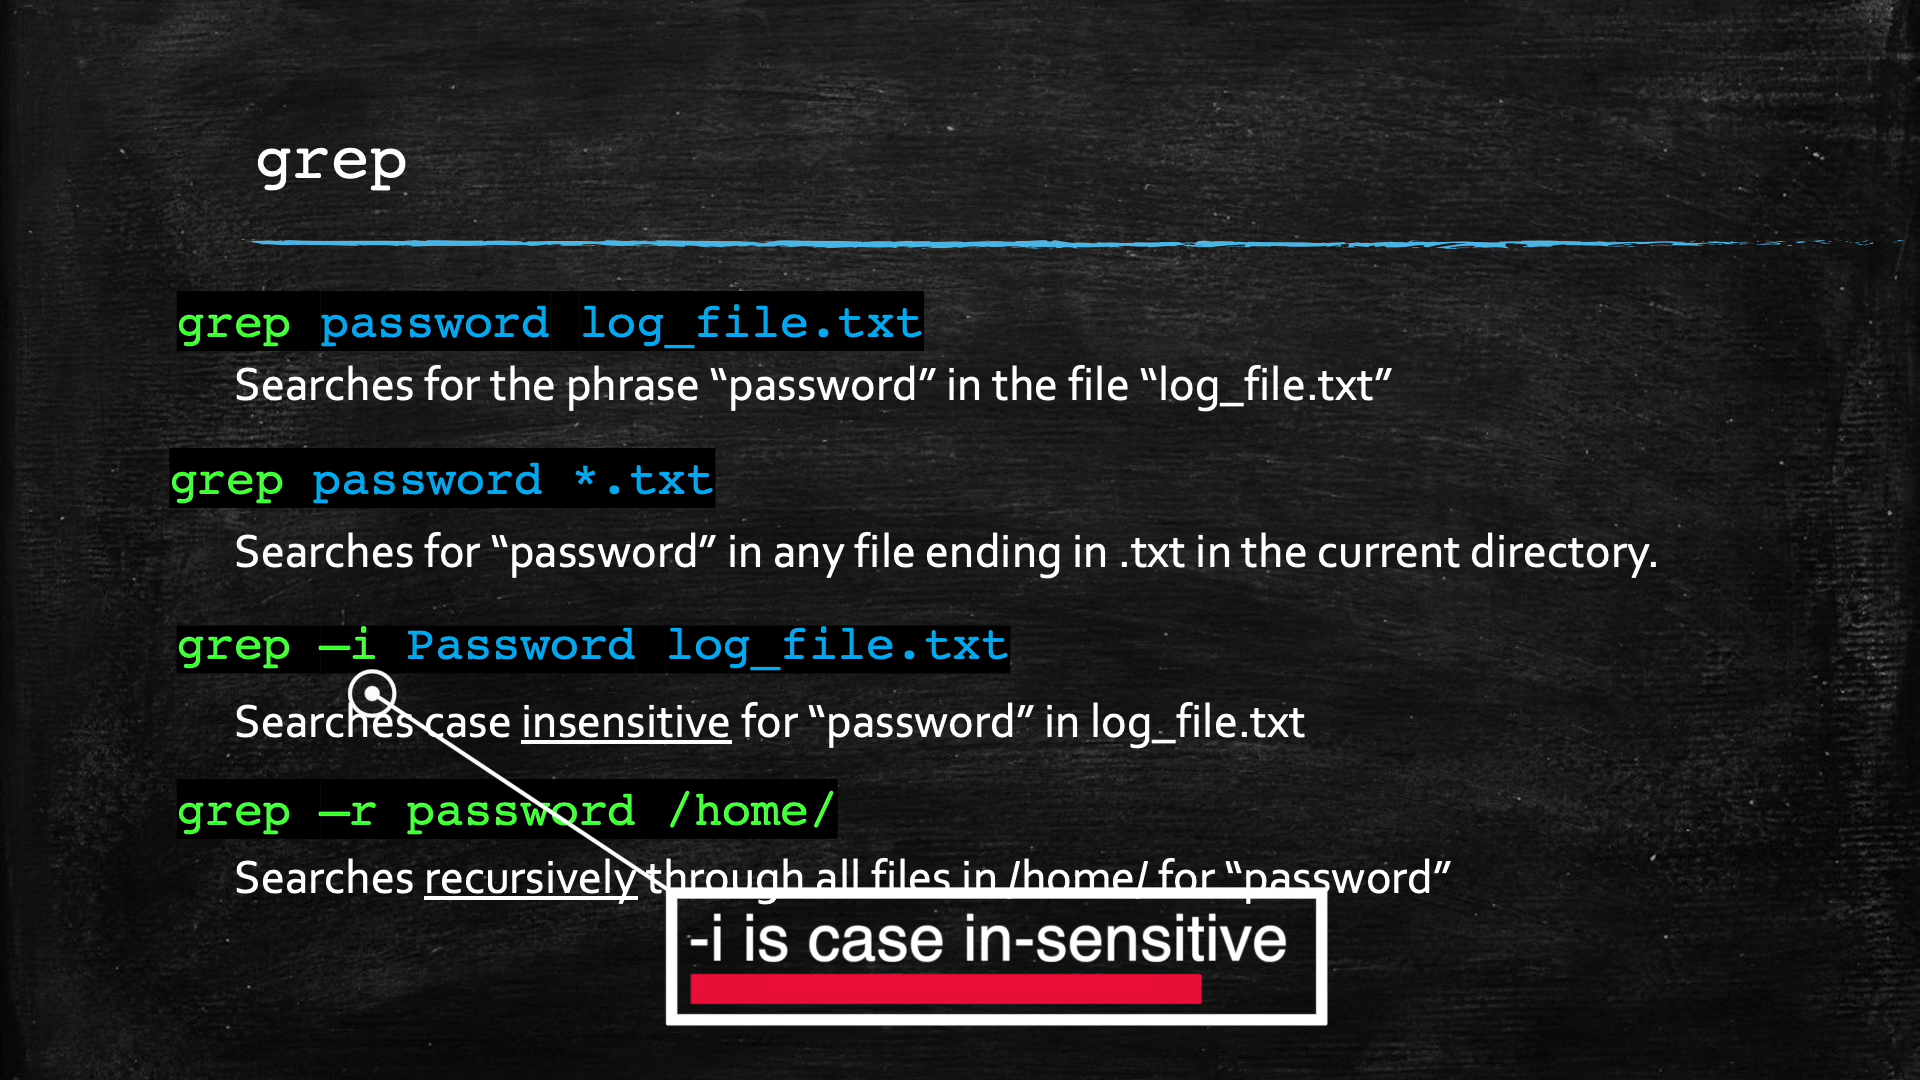 grep
grep password log_file.txt
Searches for the phrase “password” in the file “log_file.txt”
grep password *.txt
Searches for “password” in any file ending in .txt in the current directory.
grep –i Password log_file.txt
Searches case insensitive for “password” in log_file.txt
grep –r password /home/
Searches recursively through all files in /home/ for “password”
-i is case in-sensitive